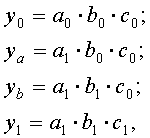 y₀ = a₀ · b₀ · c₀;
yₐ = a₁ · b₀ · c₀;
y_b = a₁ · b₁ · c₀;
y₁ = a₁ · b₁ · c₁,